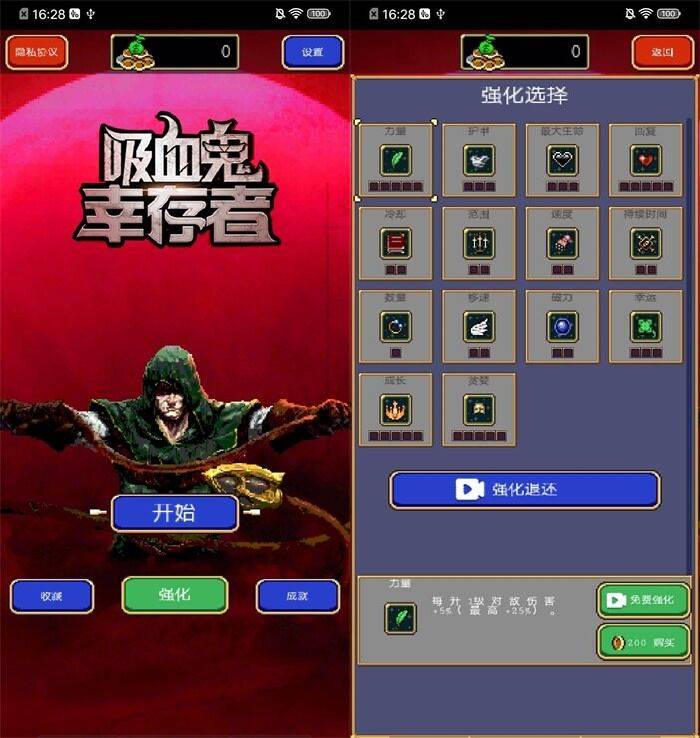 16:28
100
隐私协议
0
设置
吸血鬼
幸存者
开始
收藏
强化
成就
16:28
100
0
返回
强化选择
力量
护甲
最大生命
回复
冷却
范围
速度
持续时间
数量
移速
磁力
幸运
成长
贪婪
强化退还
力量
每升1级对敌伤害
+5%(最高+25%)。
免费强化
200 购买